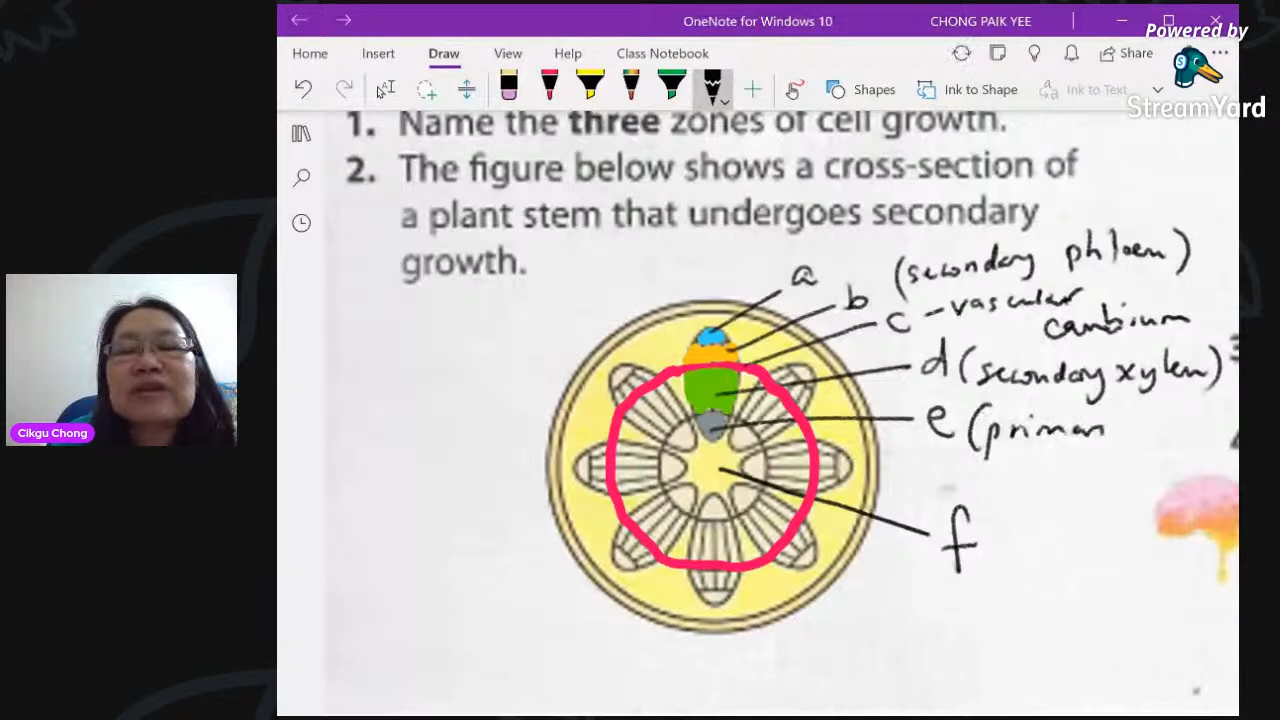 OneNote for Windows 10
CHONG PAIK YEE
Powered by
StreamYard
Home Insert Draw View Help Class Notebook Share
Shapes Ink to Shape Ink to Text
1. Name the three zones of cell growth.
2. The figure below shows a cross-section of
a plant stem that undergoes secondary
growth.
a
b (secondary phloem)
c - vascular
cambium
d (secondary xylem)
e (primar
f
Cikgu Chong